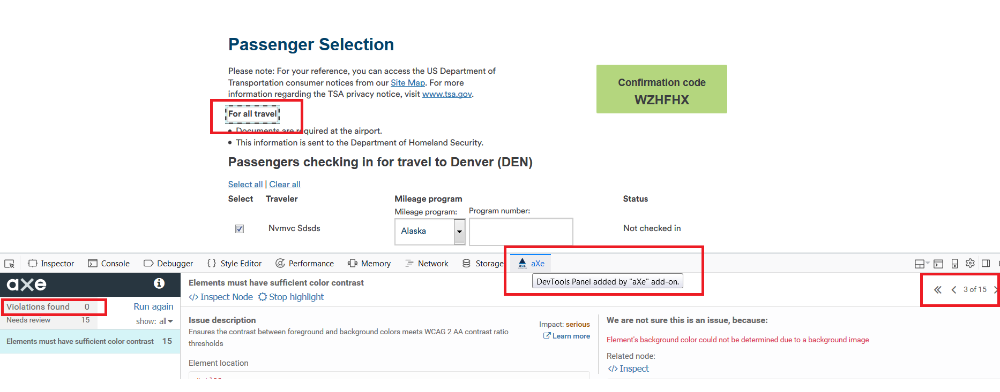 Passenger Selection
Please note: For your reference, you can access the US Department of
Transportation consumer notices from our Site Map. For more
information regarding the TSA privacy notice, visit www.tsa.gov.
Confirmation code
WZHFHX
For all travel
• Documents are required at the airport.
• This information is sent to the Department of Homeland Security.
Passengers checking in for travel to Denver (DEN)
Select all | Clear all
Select Traveler Mileage program Status
Mileage program: Program number:
Nvmvc Sdsds Alaska Not checked in
Inspector Console Debugger {} Style Editor Performance Memory Network Storage aXe
DevTools Panel added by "aXe" add-on.
aXe
Violations found 0
Run again
Needs review 15
show: all
Elements must have sufficient color contrast 15
Elements must have sufficient color contrast
</> Inspect Node Stop highlight
3 of 15
Issue description
Ensures the contrast between foreground and background colors meets WCAG 2 AA contrast ratio
thresholds
Impact: serious
Learn more
Element location
We are not sure this is an issue, because:
Element's background color could not be determined due to a background image
Related node:
</> Inspect